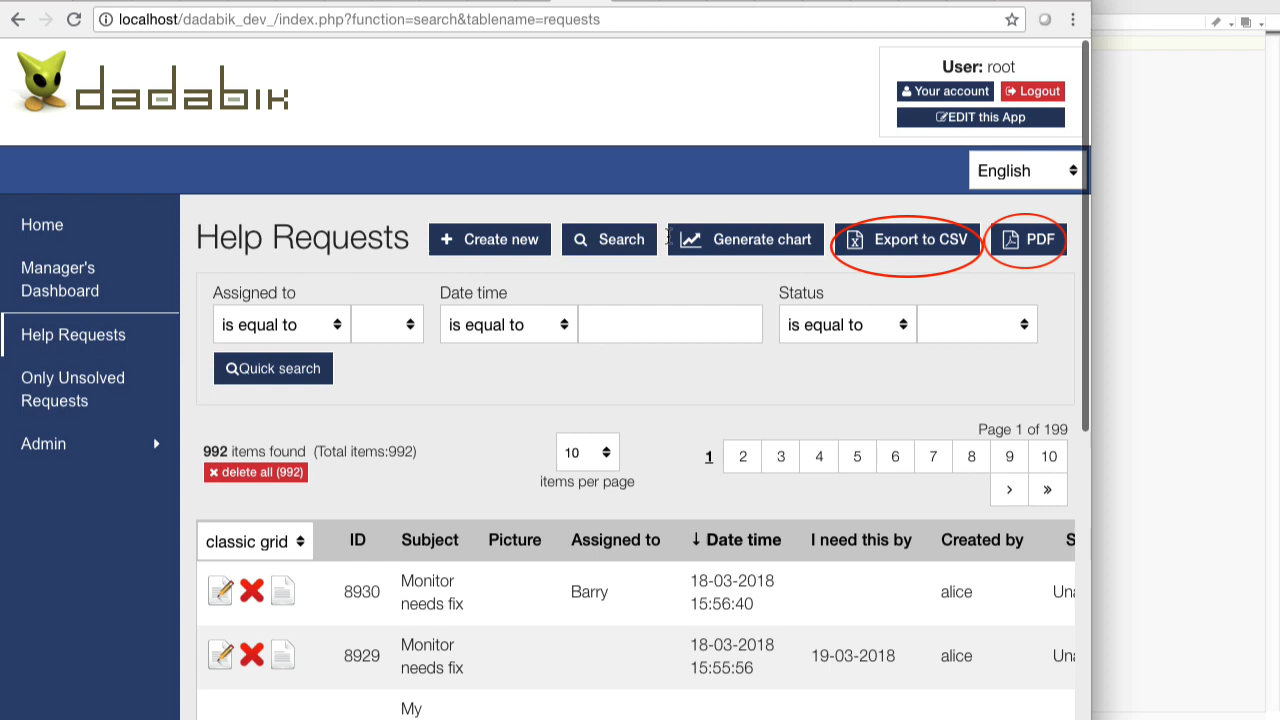 localhost/dadabik_dev_/index.php?function=search&tablename=requests
dadabik
User: root
Your account
Logout
EDIT this App
English
Home
Manager's
Dashboard
Help Requests
Only Unsolved
Requests
Admin
Help Requests
Create new
Search
Generate chart
Export to CSV
PDF
Assigned to
Date time
Status
is equal to
is equal to
is equal to
Quick search
992 items found (Total items:992)
delete all (992)
10
items per page
Page 1 of 199
1 2 3 4 5 6 7 8 9 10
› »
classic grid ID Subject Picture Assigned to ↓ Date time I need this by Created by S
8930 Monitor needs fix Barry 18-03-2018 15:56:40 alice Una
8929 Monitor needs fix 18-03-2018 15:55:56 19-03-2018 alice Una
My